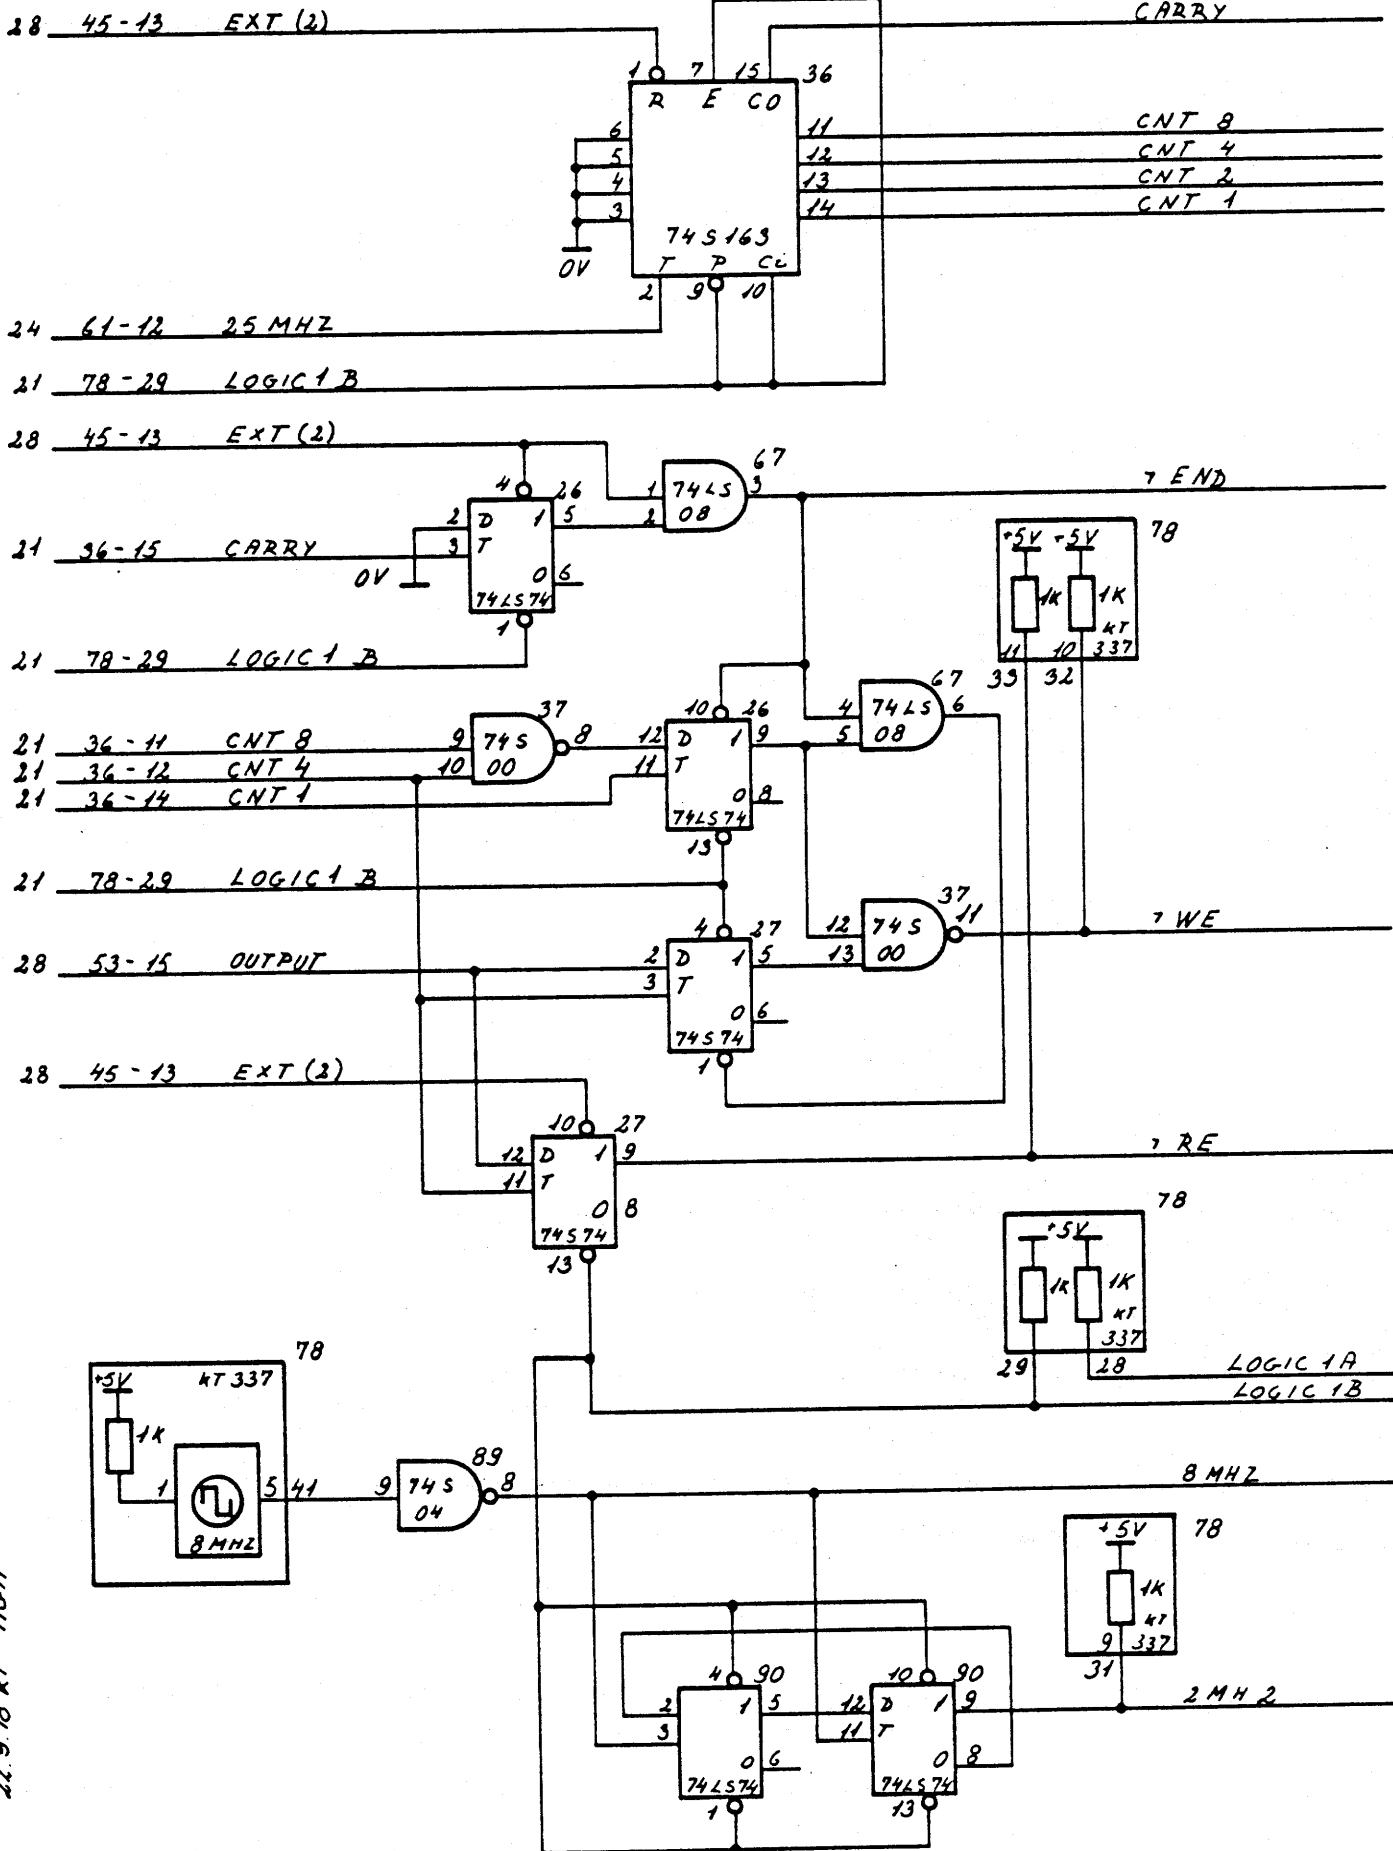 CARRY
28 45-13 EXT (2)
1 7 15 36
R E CO
6 11 CNT 8
5 12 CNT 4
4 13 CNT 2
3 14 CNT 1
74S163
0V T P Ci
2 9 10
24 61-12 25 MHZ
21 78-29 LOGIC 1 B
28 45-13 EXT (2)
67
4 26 1 74LS 3 ¬ END
2 D 1 5 2 08
21 36-15 CARRY 3 T
0V 0 6
74LS74
1
78
+5V +5V
1K 1K
KT
11 10 337
33 32
21 78-29 LOGIC 1 B
67
37 10 26 4 74LS 6
21 36-11 CNT 8 9 74S 8 12 D 1 9 5 08
21 36-12 CNT 4 10 00 11 T
21 36-14 CNT 1 0 8
74LS74
13
21 78-29 LOGIC 1 B
37
4 27 12 74S 11 ¬ WE
28 53-15 OUTPUT 2 D 1 5 13 00
3 T
0 6
74S74
1
28 45-13 EXT (2)
10 27
12 D 1 9 ¬ RE
11 T
0 8
74S74
13
78
+5V
1K 1K
KT
337
29 28 LOGIC 1A
LOGIC 1B
78
+5V KT 337
1K
89
1 5 41 9 74S 8 8 MHZ
04
8 MHZ
78
+5V
1K
KT
9 337
31
4 90 10 90
2 1 5 12 D 1 9 2 MHZ
3 11 T
0 6 0 8
74LS74 74LS74
1 13